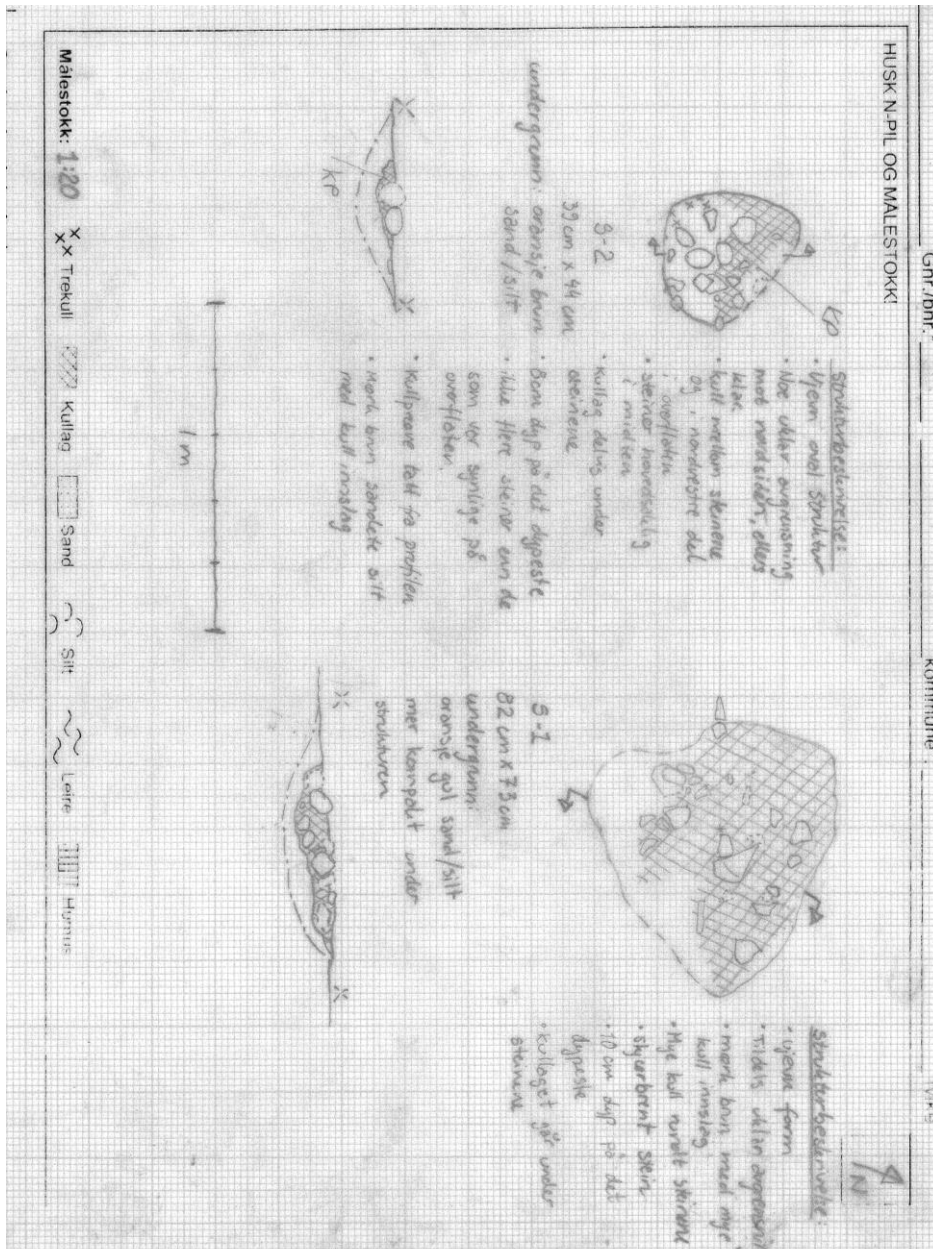 Gnr./bnr.
kommune
HUSK N-PIL OG MÅLESTOKK!
N
kp
S-2
39 cm x 44 cm
undergrunn: oransje brun
sand/silt
kp
Strukturbeskrivelse:
• Ujevn oval struktur
• Noe uklar avgrensning
mot nordsiden, ellers
klar.
• kull mellom steinene
og i nordvestre del
i overflaten
• steiner hovedsaklig
i midten
• kullag delvis under
steinene
• 8cm dyp på det dypeste
• ikke flere steiner enn de
som var synlige på
overflaten.
• Kullprøve tatt fra profilen
• Mørk brun sandete silt
med kull innslag
1 m
S-1
82 cm x 73 cm
undergrunn:
oransje gul sand/silt
mer kompakt under
strukturen
Strukturbeskrivelse:
• ujevn form
• Tildels uklar
• mørk brun med mye
kull innslag
• Mye kull rundt steinene
• skjørbrent stein
• 10 cm dyp på det
dypeste
• kullaget går under
steinene
Målestokk: 1:20 Trekull Kullag Sand Silt Leire Humus